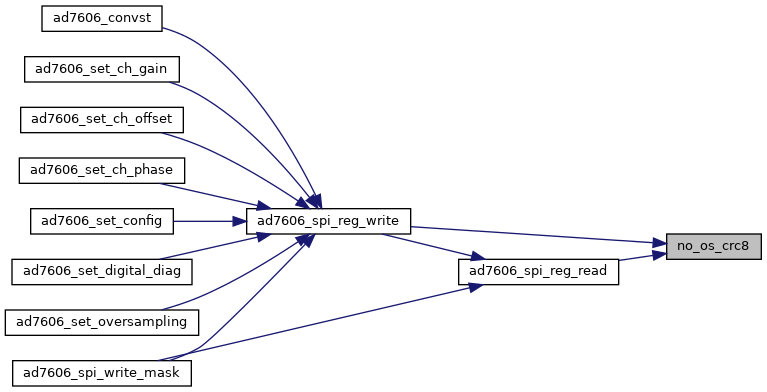 ad7606_convst
ad7606_set_ch_gain
ad7606_set_ch_offset
ad7606_set_ch_phase
ad7606_set_config
ad7606_set_digital_diag
ad7606_set_oversampling
ad7606_spi_write_mask
ad7606_spi_reg_write
ad7606_spi_reg_read
no_os_crc8